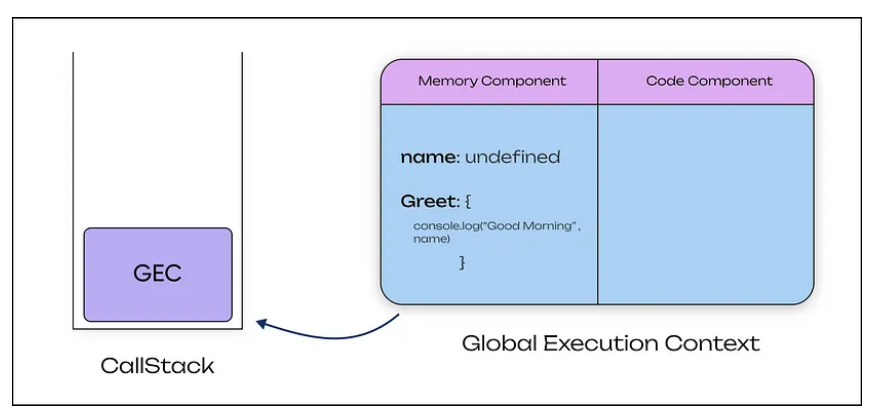 Memory Component
Code Component
name: undefined
Greet: {
console.log("Good Morning",
name)
}
GEC
CallStack
Global Execution Context